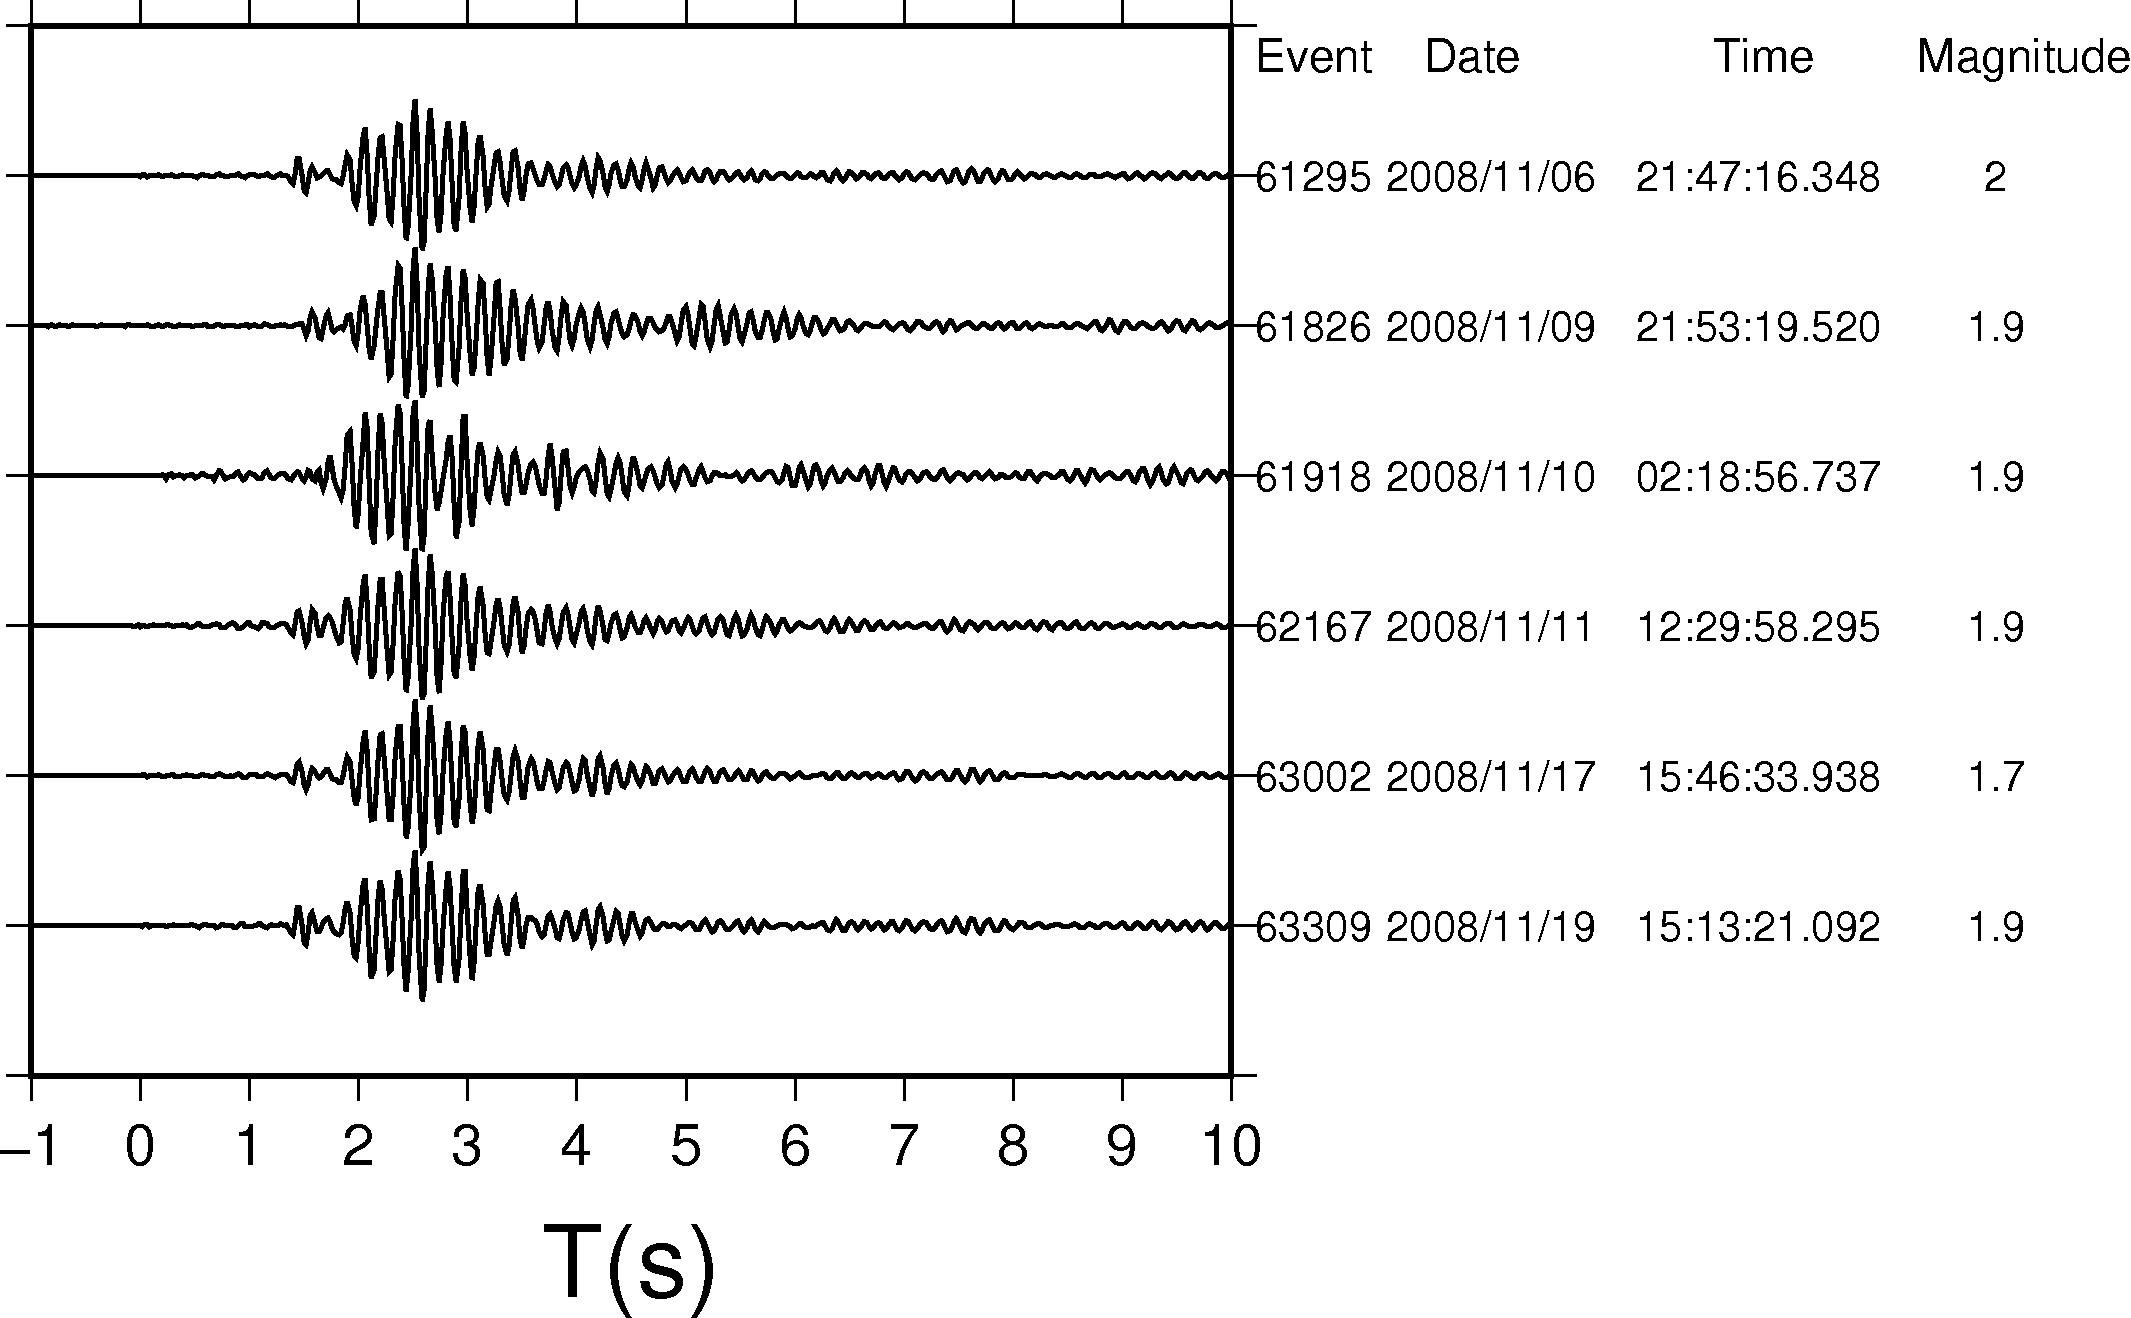 Event Date Time Magnitude
61295 2008/11/06 21:47:16.348 2
61826 2008/11/09 21:53:19.520 1.9
61918 2008/11/10 02:18:56.737 1.9
62167 2008/11/11 12:29:58.295 1.9
63002 2008/11/17 15:46:33.938 1.7
63309 2008/11/19 15:13:21.092 1.9
−1 0 1 2 3 4 5 6 7 8 9 10
T(s)